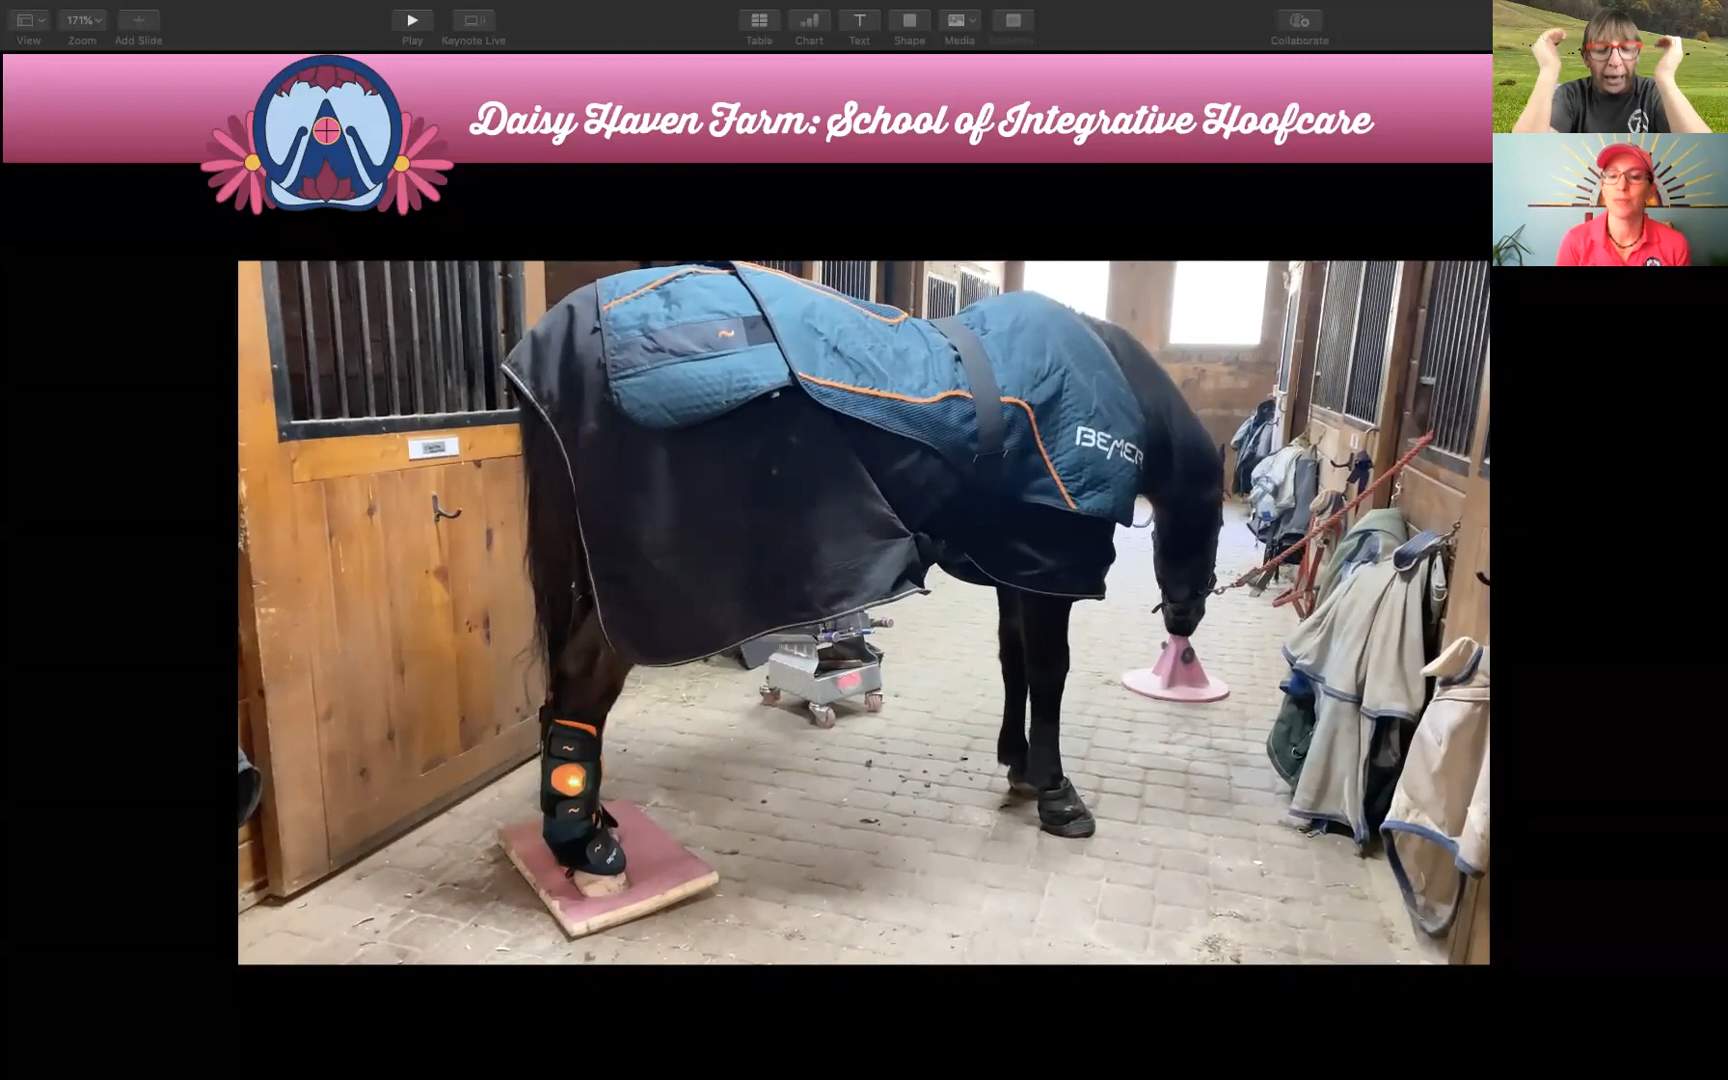 171%
View
Zoom
Add Slide
Play
Keynote Live
Table
Chart
Text
Shape
Media
Collaborate
Daisy Haven Farm: School of Integrative Hoofcare
BEMER